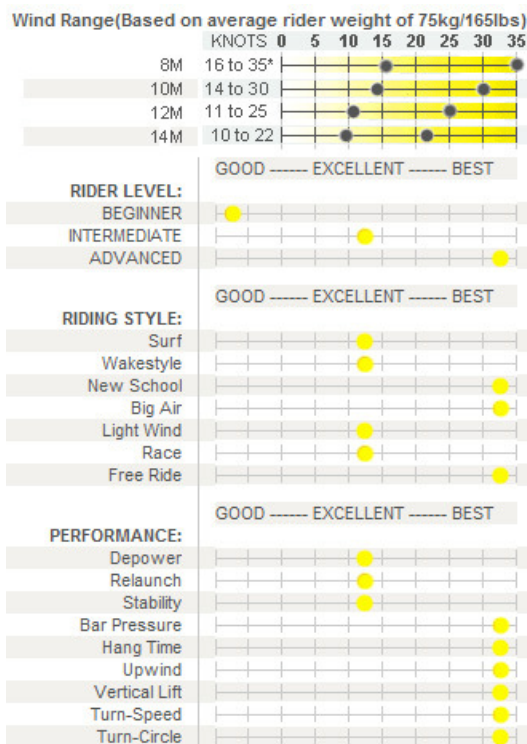 Wind Range(Based on average rider weight of 75kg/165lbs)
KNOTS 0 5 10 15 20 25 30 35
8M 16 to 35*
10M 14 to 30
12M 11 to 25
14M 10 to 22
GOOD ------ EXCELLENT ------ BEST
RIDER LEVEL:
BEGINNER
INTERMEDIATE
ADVANCED
GOOD ------ EXCELLENT ------ BEST
RIDING STYLE:
Surf
Wakestyle
New School
Big Air
Light Wind
Race
Free Ride
GOOD ------ EXCELLENT ------ BEST
PERFORMANCE:
Depower
Relaunch
Stability
Bar Pressure
Hang Time
Upwind
Vertical Lift
Turn-Speed
Turn-Circle